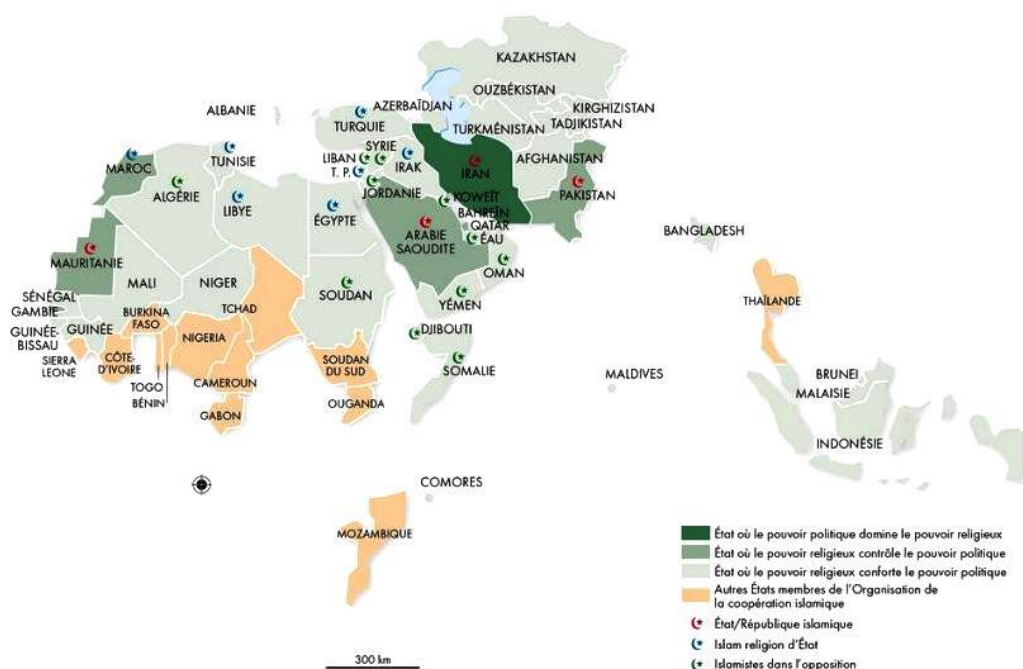 KAZAKHSTAN
OUZBÉKISTAN
ALBANIE
AZERBAÏDJAN
KIRGHIZISTAN
TURQUIE
TURKMÉNISTAN
TADJIKISTAN
TUNISIE
SYRIE
LIBAN
MAROC
T. P.
IRAK
IRAN
AFGHANISTAN
ALGÉRIE
JORDANIE
PAKISTAN
LIBYE
ÉGYPTE
KOWEÏT
BAHREÏN
QATAR
ÉAU
ARABIE
SAOUDITE
BANGLADESH
MAURITANIE
OMAN
MALI
NIGER
SOUDAN
YÉMEN
THAÏLANDE
SÉNÉGAL
GAMBIE
BURKINA
FASO
TCHAD
GUINÉE-
BISSAU
GUINÉE
NIGERIA
DJIBOUTI
SIERRA
LEONE
CÔTE-
D'IVOIRE
SOUDAN
DU SUD
SOMALIE
TOGO
BÉNIN
CAMEROUN
MALDIVES
BRUNEI
MALAISIE
GABON
OUGANDA
INDONÉSIE
COMORES
MOZAMBIQUE
État où le pouvoir politique domine le pouvoir religieux
État où le pouvoir religieux contrôle le pouvoir politique
État où le pouvoir religieux conforte le pouvoir politique
Autres États membres de l'Organisation de
la coopération islamique
État/République islamique
Islam religion d'État
Islamistes dans l'opposition
300 km